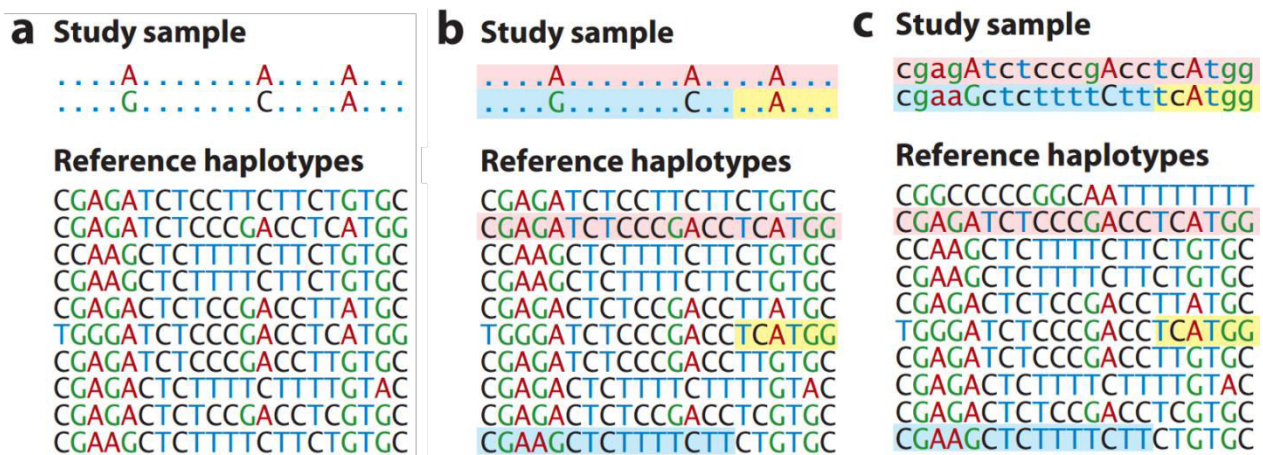 a Study sample
....A.......A....A...
....G.......C....A...
Reference haplotypes
CGAGATCTCCTTCTTCTGTGC
CGAGATCTCCCGACCTCATGG
CCAAGCTCTTTTCTTCTGTGC
CGAAGCTCTTTTCTTCTGTGC
CGAGACTCTCCGACCTTATGC
TGGGATCTCCCGACCTCATGG
CGAGATCTCCCGACCTTGTGC
CGAGACTCTTTTCTTTTGTAC
CGAGACTCTCCGACCTCGTGC
CGAAGCTCTTTTCTTCTGTGC
b Study sample
....A.......A....A...
....G.......C....A...
Reference haplotypes
CGAGATCTCCTTCTTCTGTGC
CGAGATCTCCCGACCTCATGG
CCAAGCTCTTTTCTTCTGTGC
CGAAGCTCTTTTCTTCTGTGC
CGAGACTCTCCGACCTTATGC
TGGGATCTCCCGACCTCATGG
CGAGATCTCCCGACCTTGTGC
CGAGACTCTTTTCTTTTGTAC
CGAGACTCTCCGACCTCGTGC
CGAAGCTCTTTTCTTCTGTGC
c Study sample
cgagAtctcccgAcctcAtgg
cgaaGctcttttCtttcAtgg
Reference haplotypes
CGGCCCCCGGCAATTTTTTTT
CGAGATCTCCCGACCTCATGG
CCAAGCTCTTTTCTTCTGTGC
CGAAGCTCTTTTCTTCTGTGC
CGAGACTCTCCGACCTTATGC
TGGGATCTCCCGACCTCATGG
CGAGATCTCCCGACCTTGTGC
CGAGACTCTTTTCTTTTGTAC
CGAGACTCTCCGACCTCGTGC
CGAAGCTCTTTTCTTCTGTGC